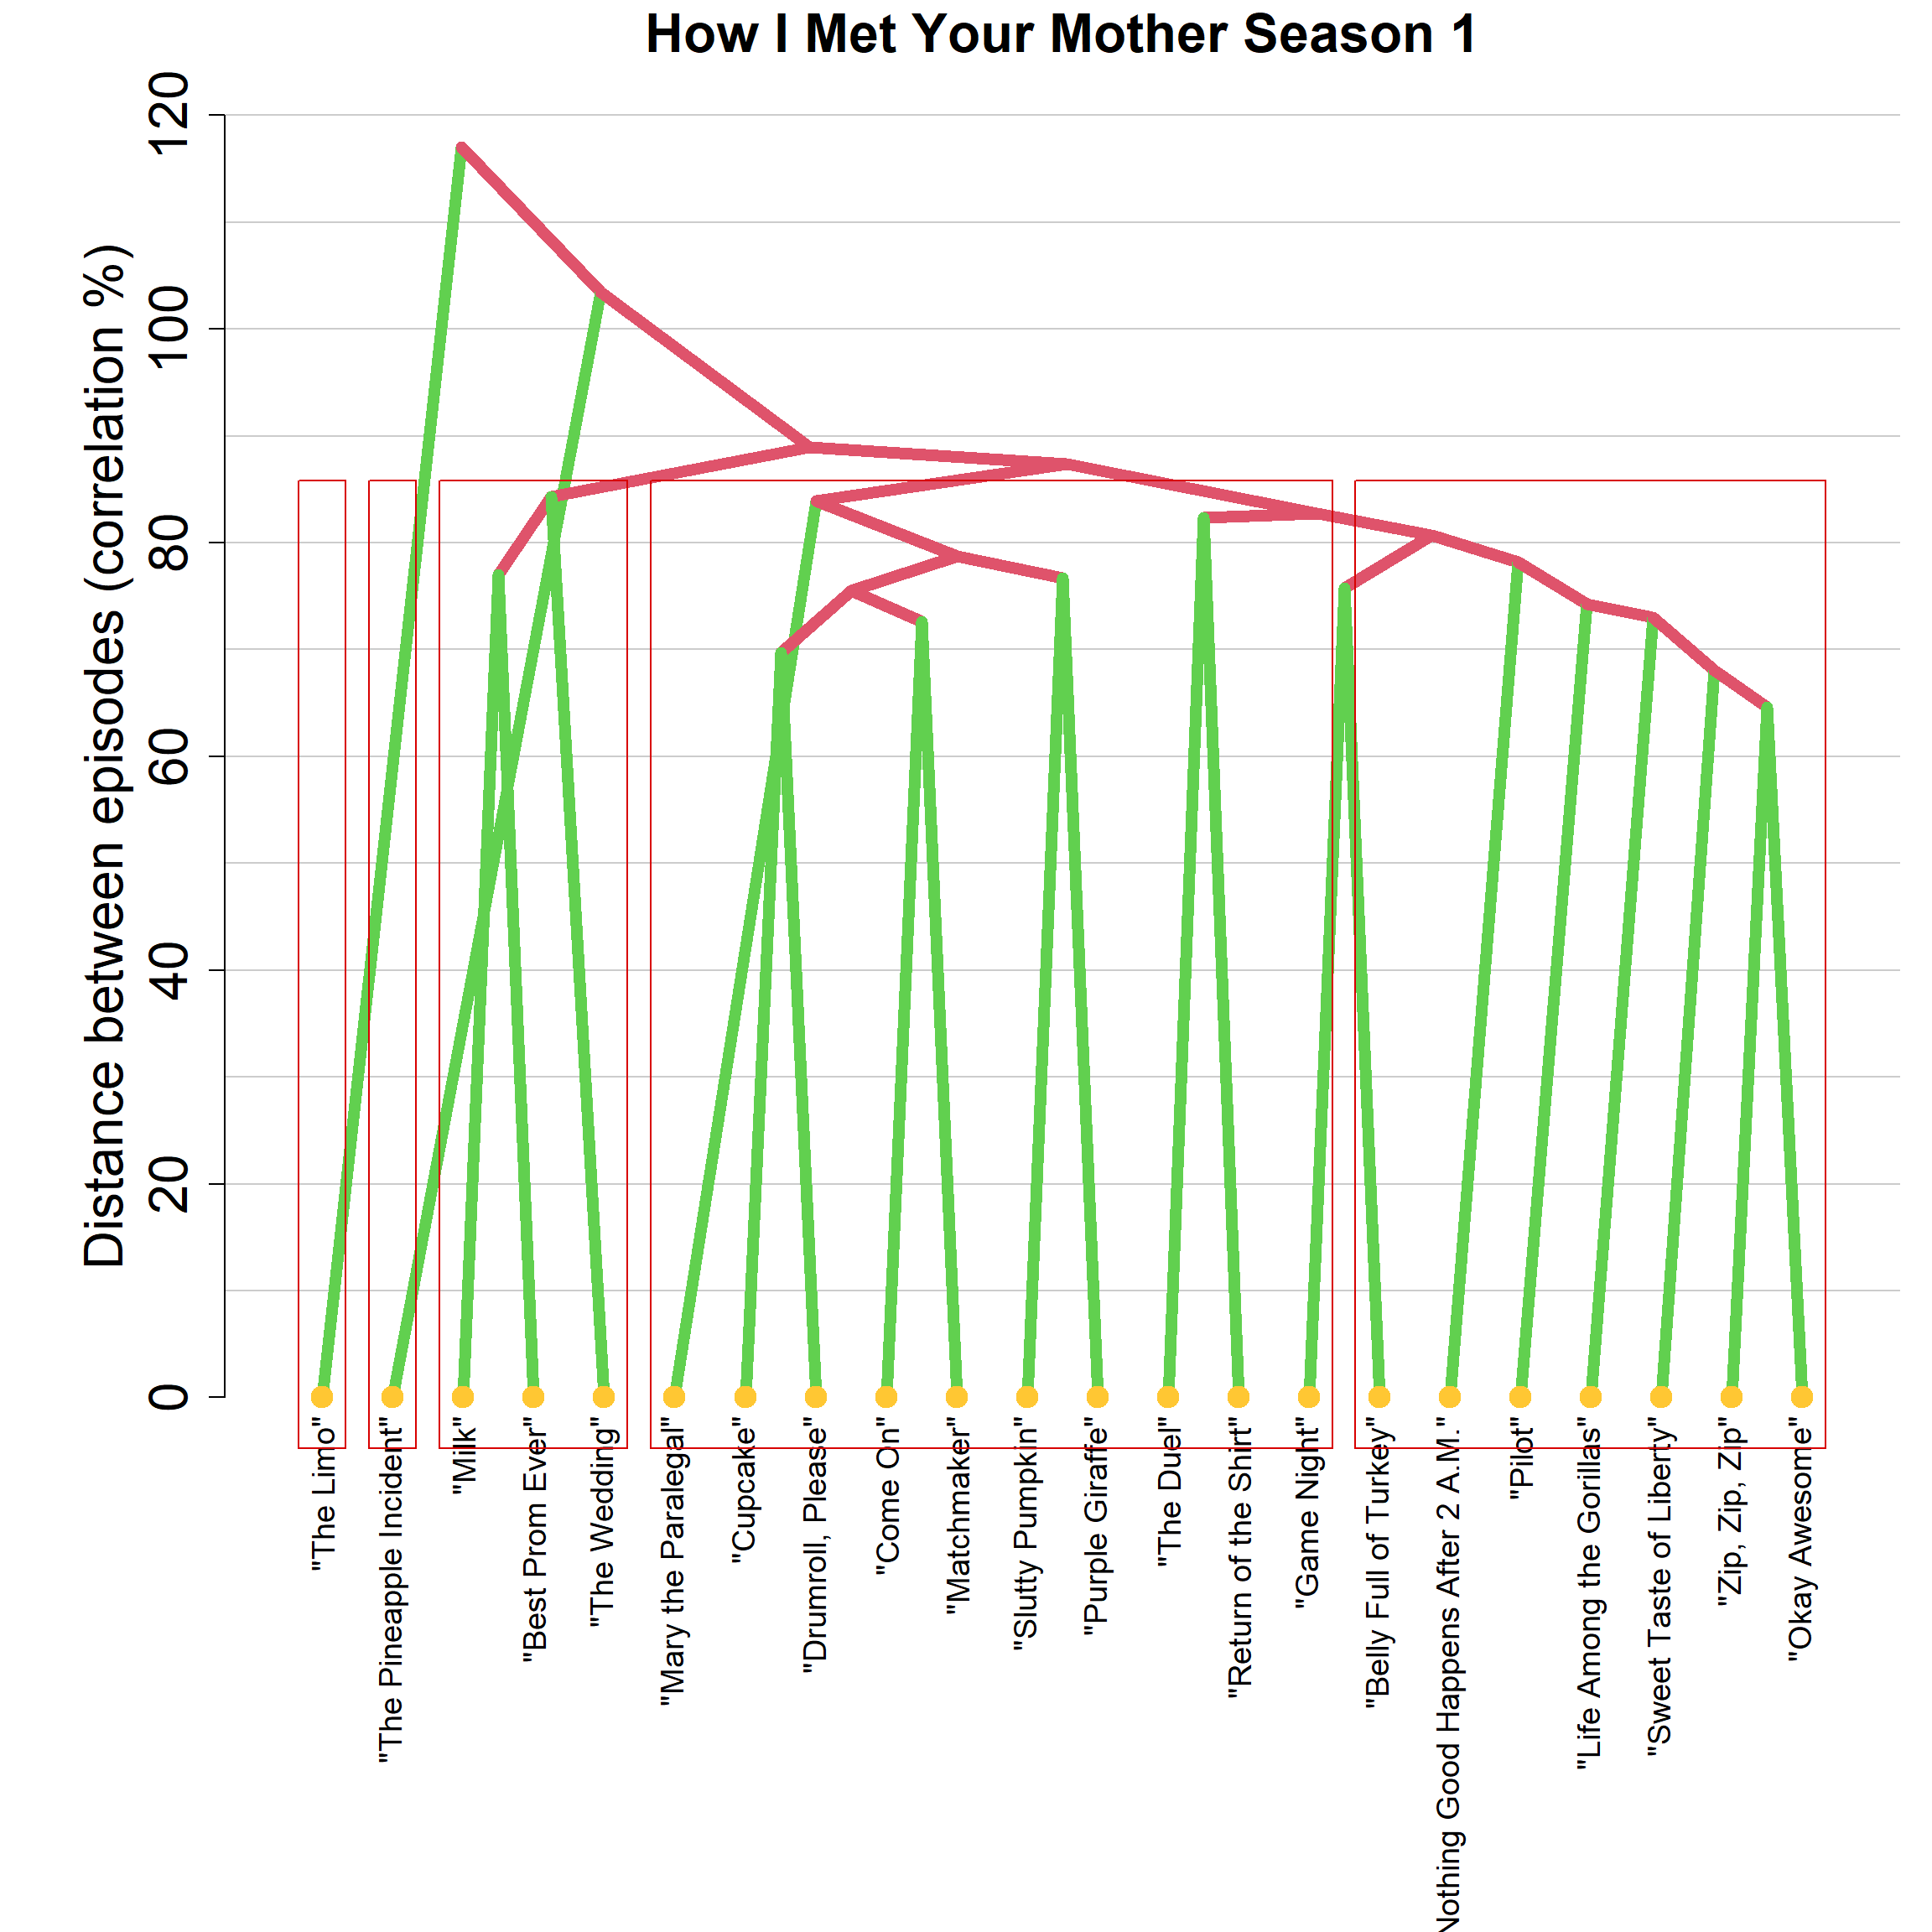 How I Met Your Mother Season 1
Distance between episodes (correlation %)
120
100
80
60
40
20
0
"The Limo"
"The Pineapple Incident"
"Milk"
"Best Prom Ever"
"The Wedding"
"Mary the Paralegal"
"Cupcake"
"Drumroll, Please"
"Come On"
"Matchmaker"
"Slutty Pumpkin"
"Purple Giraffe"
"The Duel"
"Return of the Shirt"
"Game Night"
"Belly Full of Turkey"
Nothing Good Happens After 2 A.M."
"Pilot"
"Life Among the Gorillas"
"Sweet Taste of Liberty"
"Zip, Zip, Zip"
"Okay Awesome"